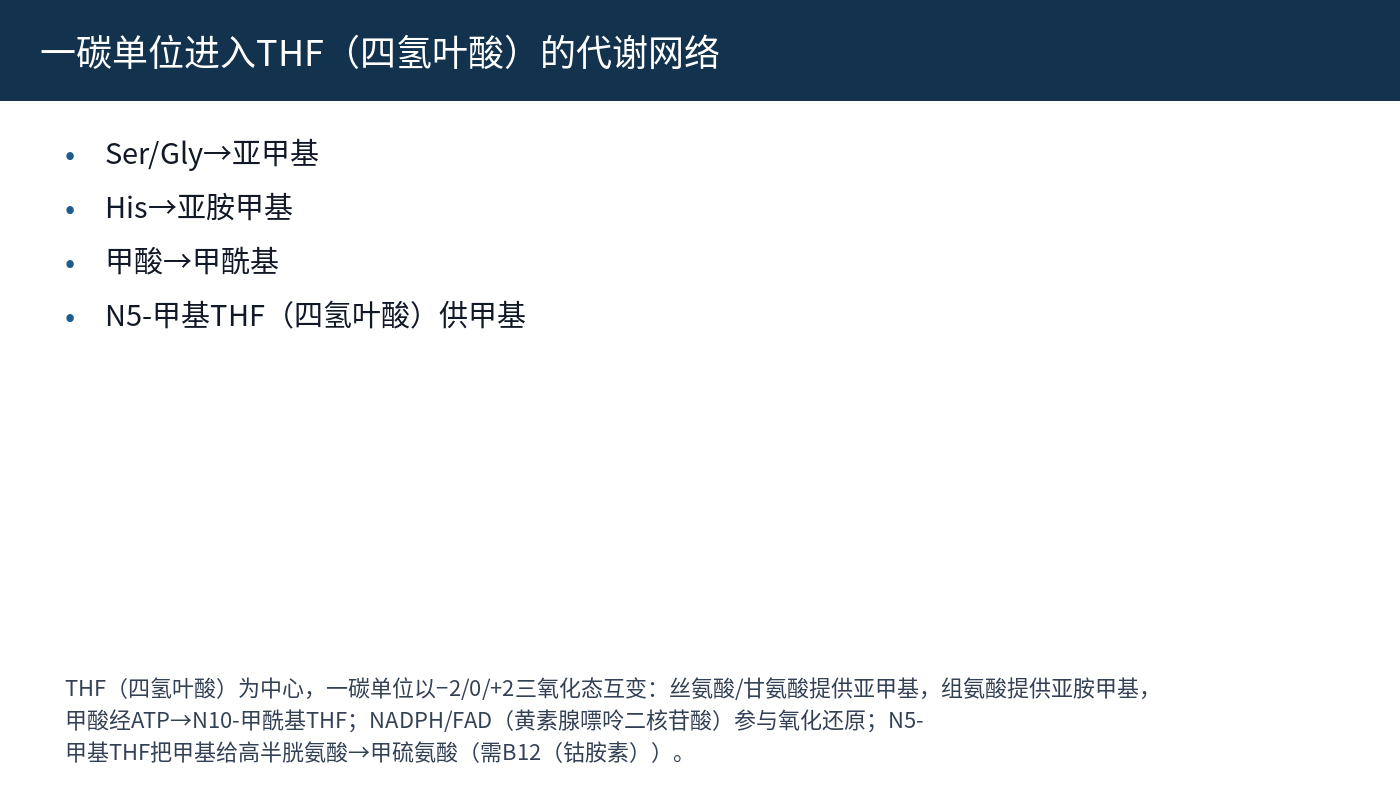 一碳单位进入THF（四氢叶酸）的代谢网络
• Ser/Gly→亚甲基
• His→亚胺甲基
• 甲酸→甲酰基
• N5-甲基THF（四氢叶酸）供甲基
THF（四氢叶酸）为中心，一碳单位以−2/0/+2三氧化态互变：丝氨酸/甘氨酸提供亚甲基，组氨酸提供亚胺甲基，
甲酸经ATP→N10-甲酰基THF；NADPH/FAD（黄素腺嘌呤二核苷酸）参与氧化还原；N5-
甲基THF把甲基给高半胱氨酸→甲硫氨酸（需B12（钴胺素））。